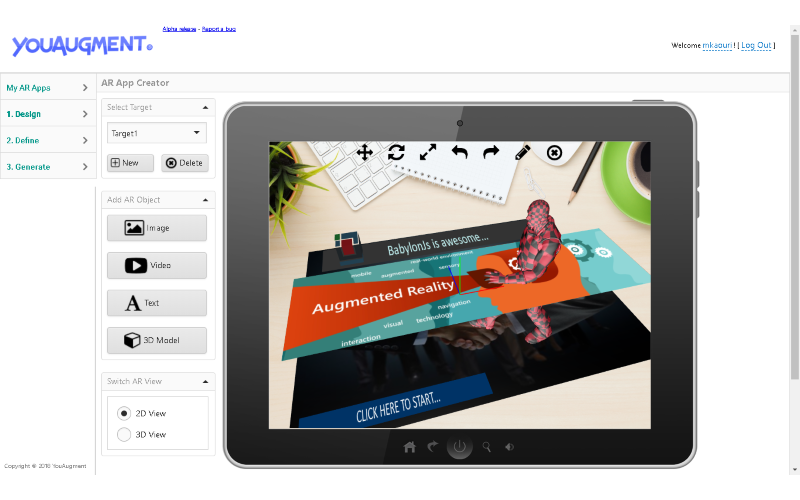 Alpha release - Report a bug
YOUAUGMENT
Welcome mkaouri ! [ Log Out ]
My AR Apps
1. Design
2. Define
3. Generate
AR App Creator
Select Target
Target1
New
Delete
Add AR Object
Image
Video
A Text
3D Model
Switch AR View
2D View
3D View
BabylonJs is awesome...
real-world environment
mobile augmented sensory
Augmented Reality
navigation
visual technology
interaction
CLICK HERE TO START...
Copyright © 2016 YouAugment